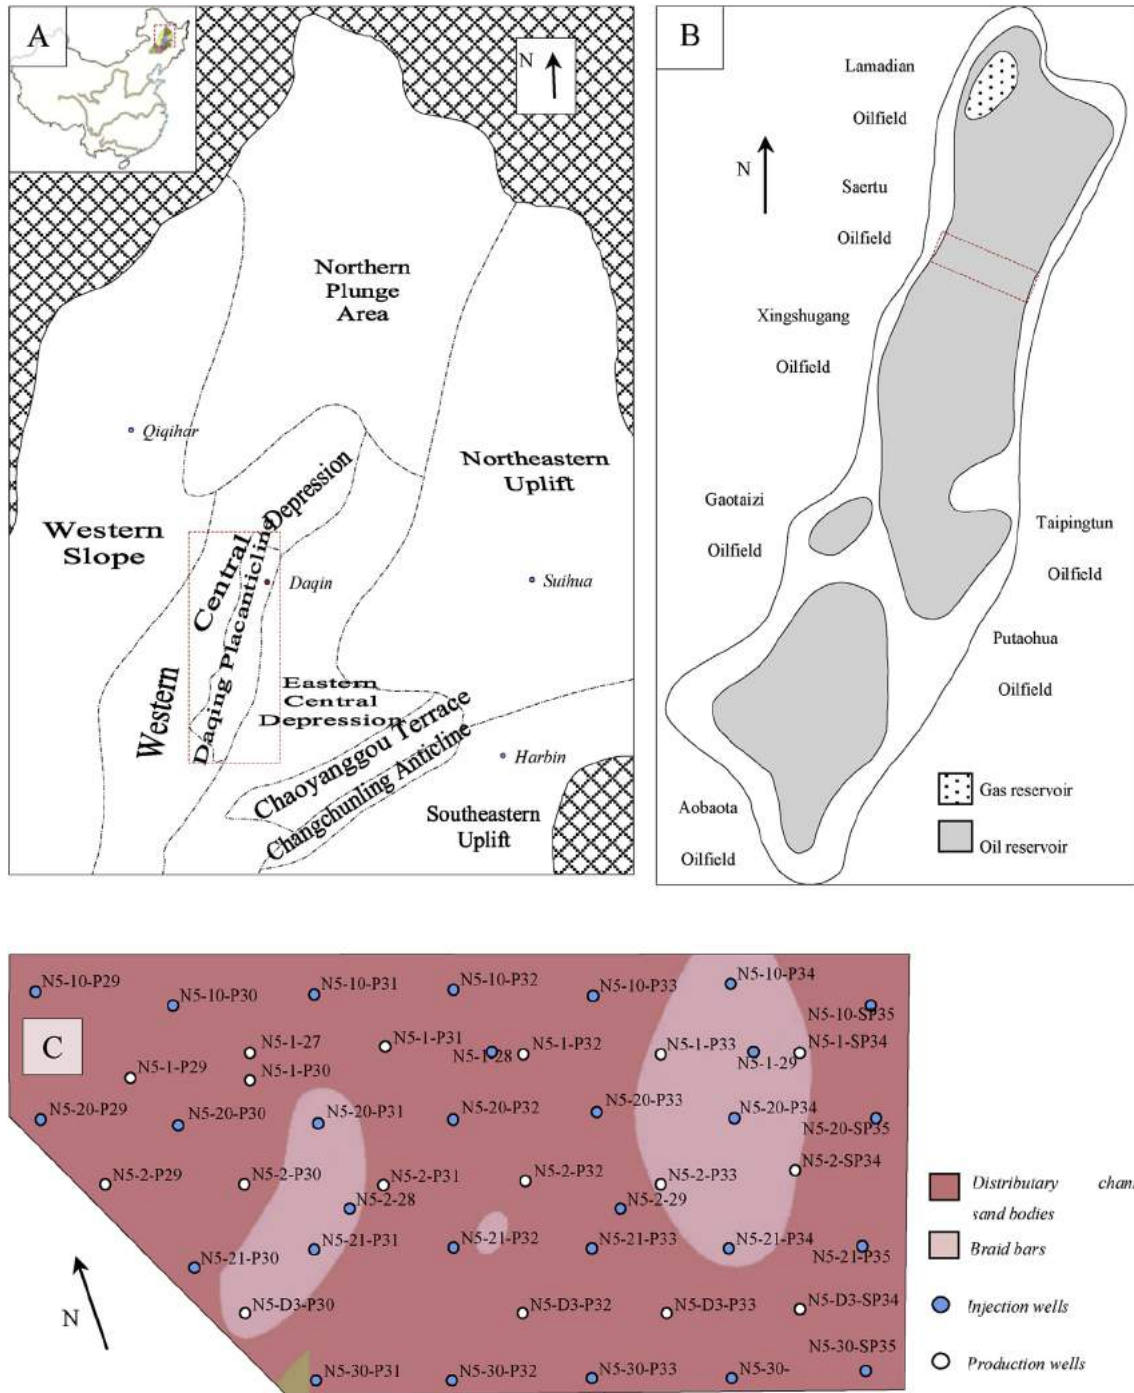 A
N
Northern
Plunge
Area
Qiqihar
Western
Slope
Northeastern
Uplift
Central
Depression
Daqing Placanticline
Daqin
Suihua
Western
Eastern
Central
Depression
Chaoyanggou Terrace
Changchunling Anticline
Harbin
Southeastern
Uplift
B
N
Lamadian
Oilfield
Saertu
Oilfield
Xingshugang
Oilfield
Gaotaizi
Oilfield
Taipingtun
Oilfield
Putaohua
Oilfield
Aobaota
Oilfield
Gas reservoir
Oil reservoir
C
N5-10-P29
N5-10-P30
N5-10-P31
N5-10-P32
N5-10-P33
N5-10-P34
N5-10-SP35
N5-1-27
N5-1-P31
N5-1-28
N5-1-P32
N5-1-P33
N5-1-29
N5-1-SP34
N5-1-P29
N5-1-P30
N5-20-P29
N5-20-P30
N5-20-P31
N5-20-P32
N5-20-P33
N5-20-P34
N5-20-SP35
N5-2-P29
N5-2-P30
N5-2-P31
N5-2-P32
N5-2-P33
N5-2-SP34
N5-2-28
N5-2-29
N5-21-P30
N5-21-P31
N5-21-P32
N5-21-P33
N5-21-P34
N5-21-P35
N5-D3-P30
N5-D3-P32
N5-D3-P33
N5-D3-SP34
N5-30-P31
N5-30-P32
N5-30-P33
N5-30-
N5-30-SP35
N
Distributary chan
sand bodies
Braid bars
Injection wells
Production wells